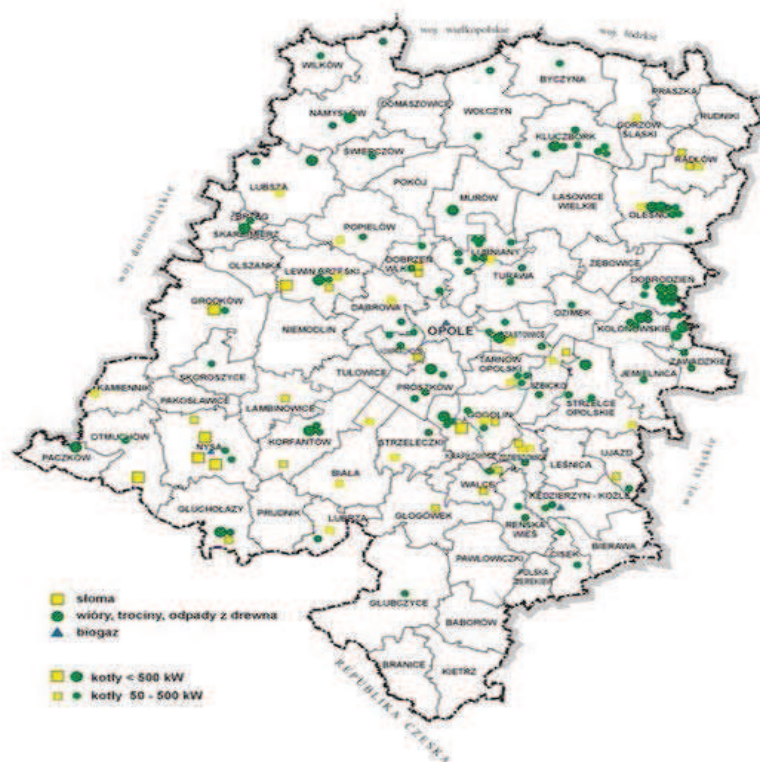 woj. wielkopolskie
woj. łódzkie
WILKÓW
BYCZYNA
PRASZKA
DOMASZOWICE
WOŁCZYN
RUDNIKI
NAMYSŁÓW
GORZÓW
ŚLĄSKI
KLUCZBORK
ŚWIERCZÓW
RADŁÓW
POKÓJ
LUBSZA
MURÓW
LASOWICE
WIELKIE
OLESNO
SKARBIMIERZ
POPIELÓW
woj. dolnośląskie
OLSZANKA
DOBRZEŃ
WLKI
ŁUBNIANY
ZĘBOWICE
LEWIN BRZESKI
TURAWA
DOBRODZIEŃ
GRODKÓW
DĄBROWA
OZIMEK
NIEMODLIN
OPOLE
KOLONOWSKIE
TARNÓW
OPOLSKI
ZAWADZKIE
SKOROSZYCE
TUŁOWICE
PRÓSZKÓW
IZBICKO
JEMIELNICA
KAMIENNIK
PAKOSŁAWICE
ŁAMBINOWICE
STRZELCE
OPOLSKIE
GOGOLIN
OTMUCHÓW
NYSA
KORFANTÓW
STRZELECZKI
UJAZD
PACZKÓW
LEŚNICA
woj. śląskie
BIAŁA
WALCE
KĘDZIERZYN - KOŹLE
GŁUCHOŁAZY
PRUDNIK
LUBRZA
GŁOGÓWEK
REŃSKA
WIEŚ
BIERAWA
PAWŁOWICZKI
CISEK
POLSKA
CEREKIEW
GŁUBCZYCE
BABORÓW
BRANICE
KIETRZ
REPUBLIKA CZESKA
słoma
wióry, trociny, odpady z drewna
biogaz
kotły < 500 kW
kotły 50 - 500 kW